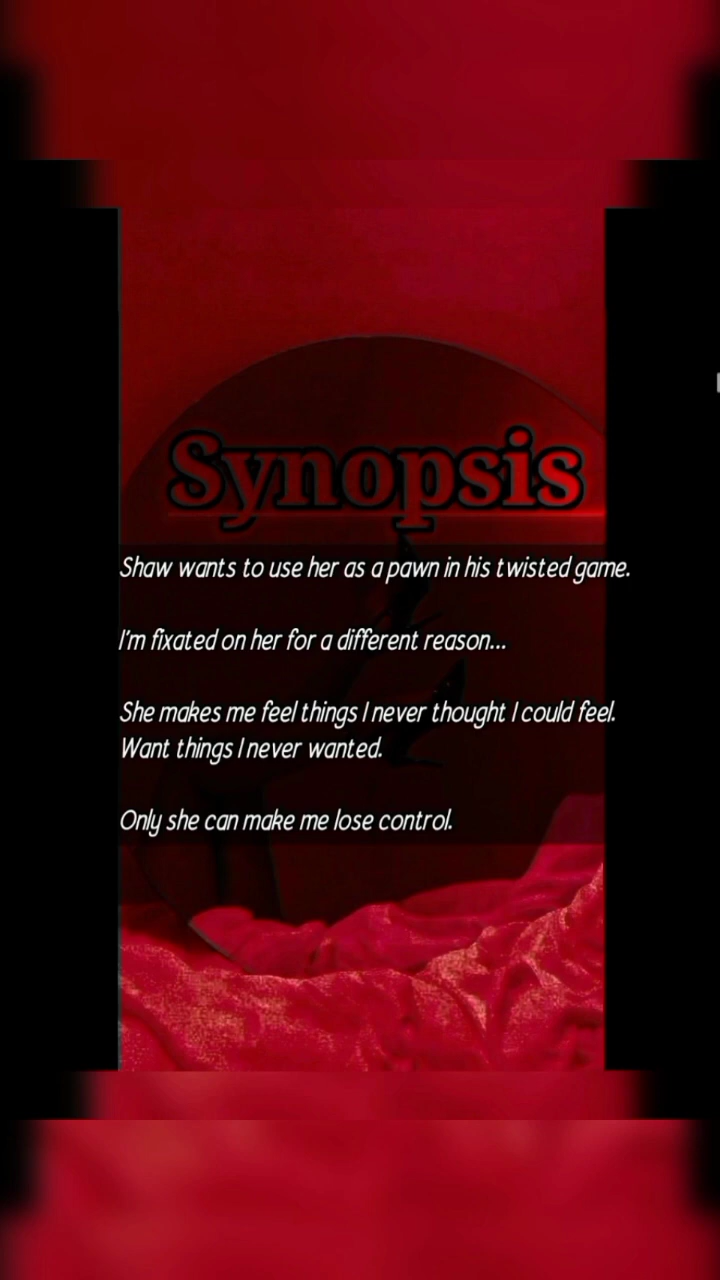 Synopsis
Shaw wants to use her as a pawn in his twisted game.
I'm fixated on her for a different reason...
She makes me feel things I never thought I could feel.
Want things I never wanted.
Only she can make me lose control.